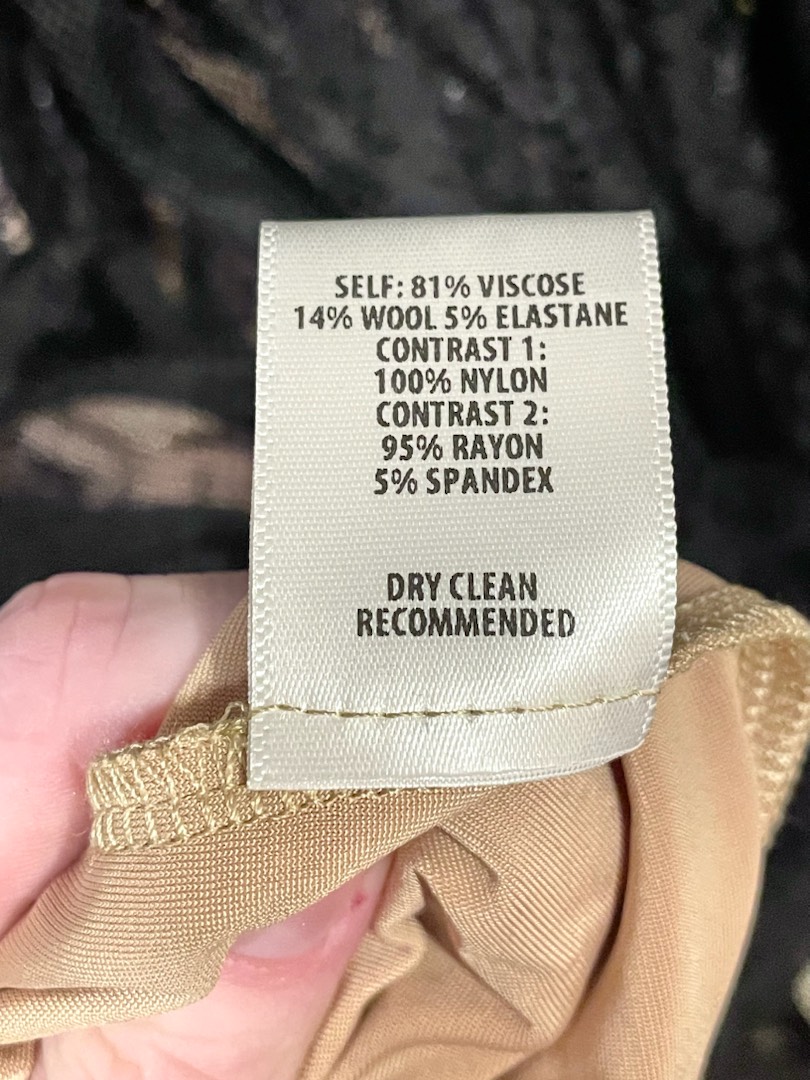 SELF: 81% VISCOSE
14% WOOL 5% ELASTANE
CONTRAST 1:
100% NYLON
CONTRAST 2:
95% RAYON
5% SPANDEX
DRY CLEAN
RECOMMENDED